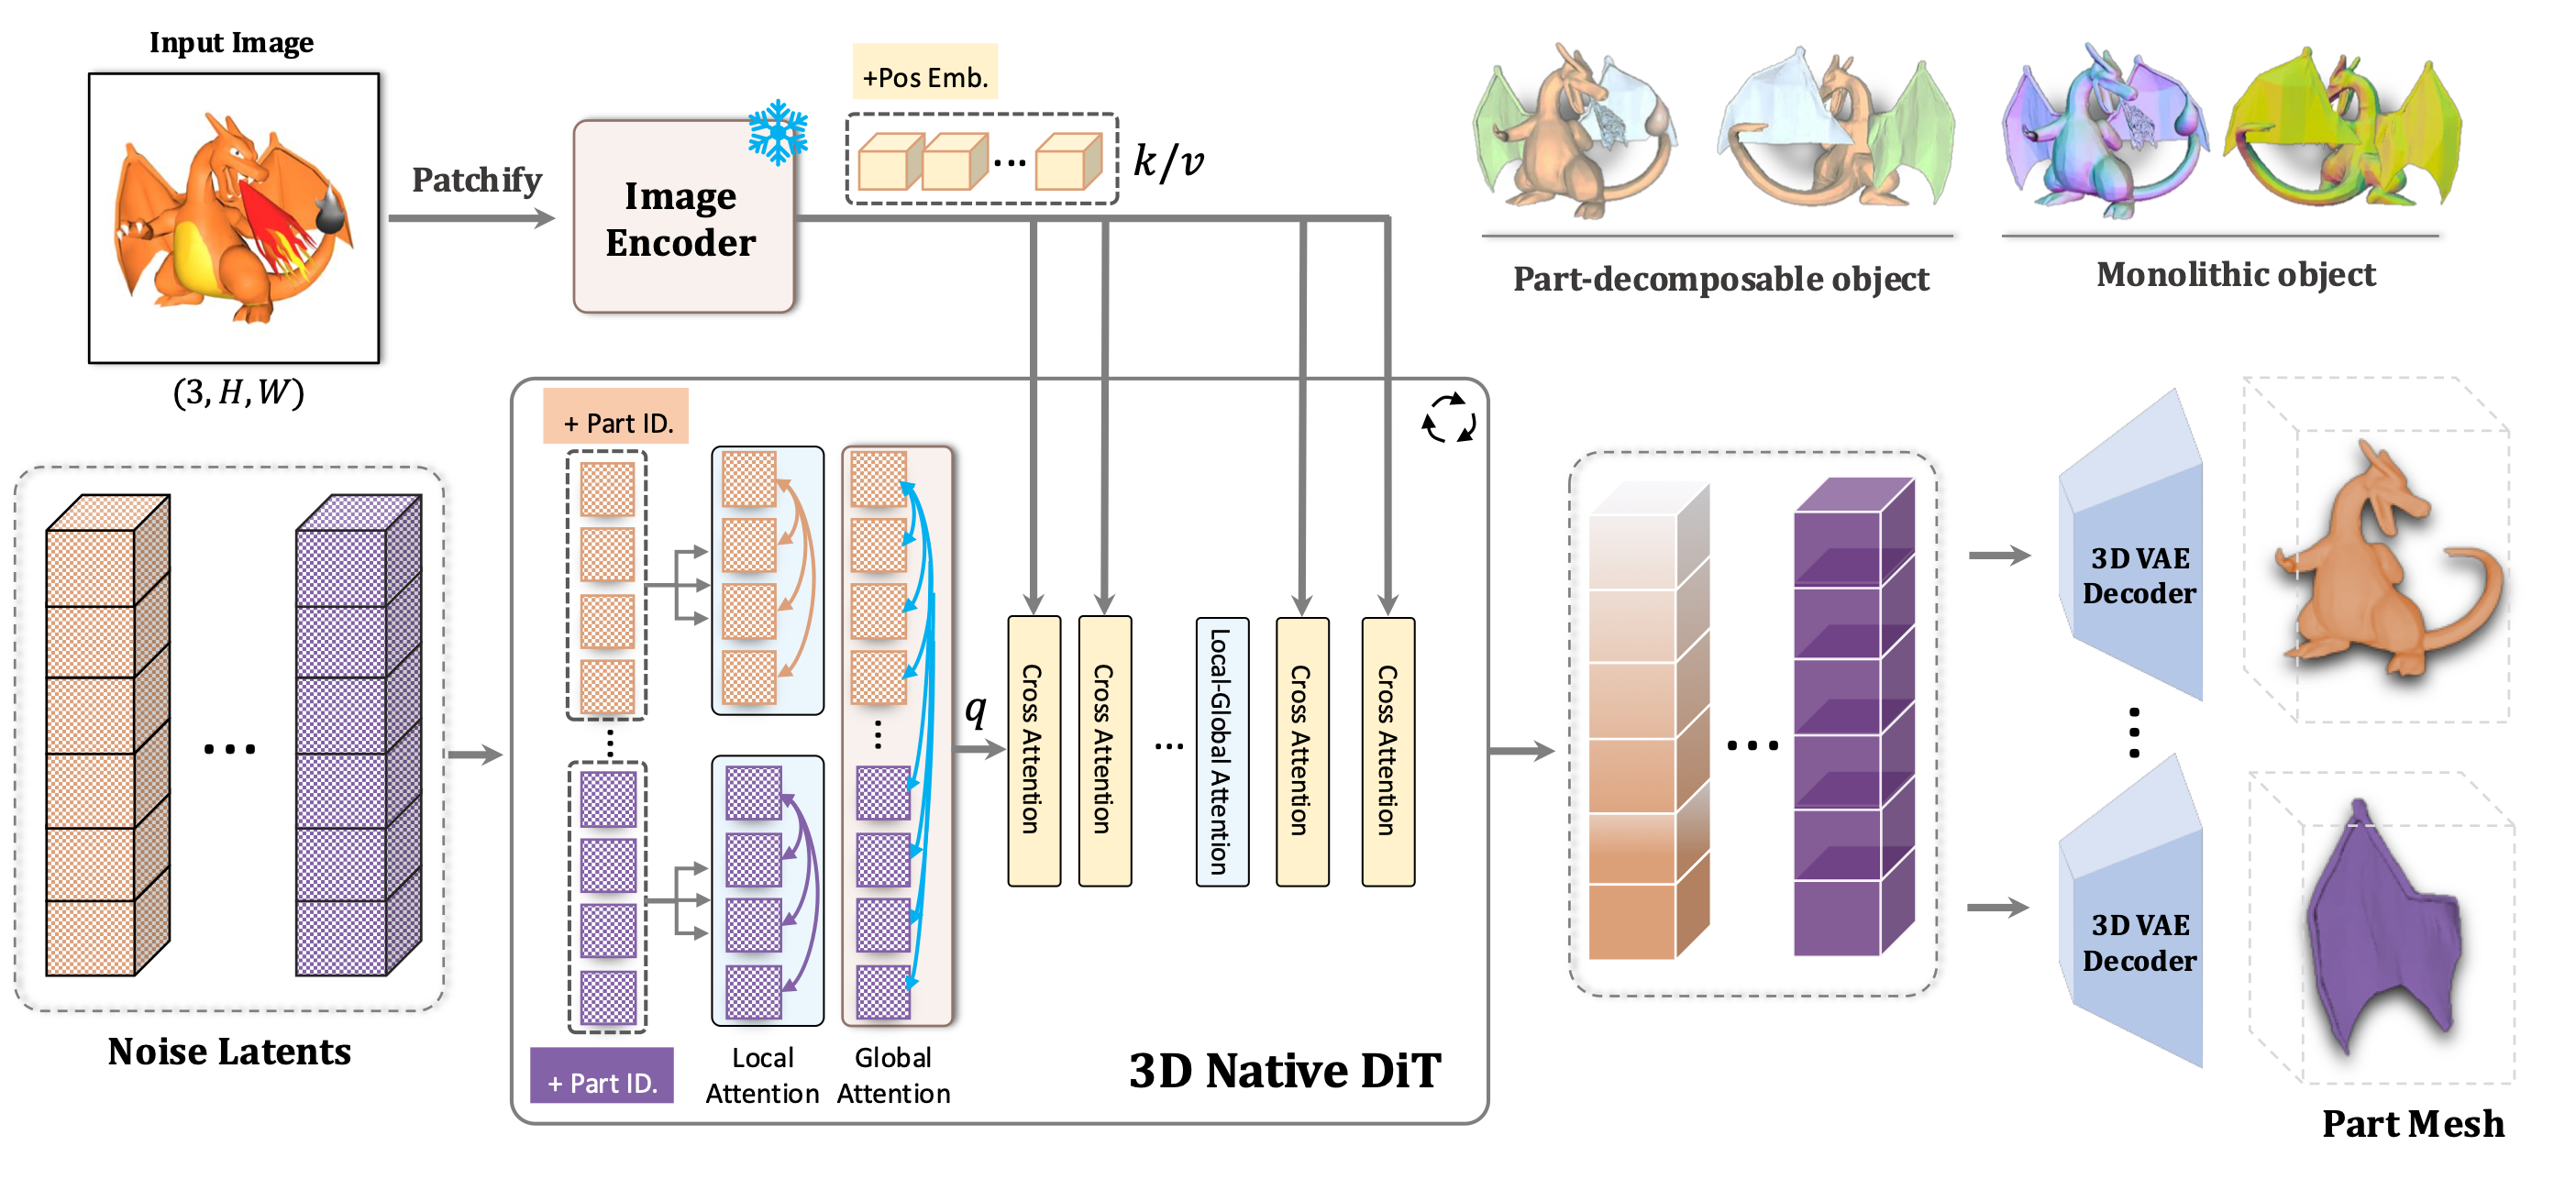 Input Image
(3, H, W)
Patchify
Image
Encoder
+Pos Emb.
k/v
Part-decomposable object
Monolithic object
Noise Latents
+ Part ID.
+ Part ID.
Local
Attention
Global
Attention
q
Cross Attention
Cross Attention
...
Local-Global Attention
Cross Attention
Cross Attention
3D Native DiT
3D VAE
Decoder
3D VAE
Decoder
Part Mesh